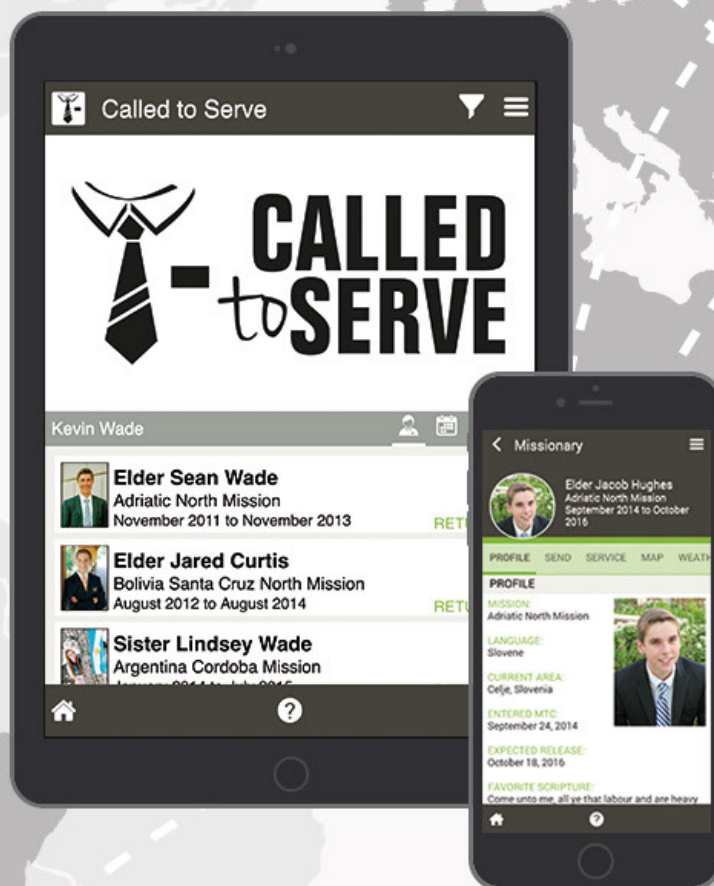 Called to Serve
CALLED
to SERVE
Kevin Wade
Elder Sean Wade
Adriatic North Mission
November 2011 to November 2013
Elder Jared Curtis
Bolivia Santa Cruz North Mission
August 2012 to August 2014
Sister Lindsey Wade
Argentina Cordoba Mission
?
Missionary
Elder Jacob Hughes
Adriatic North Mission
September 2014 to October
2016
PROFILE SEND SERVICE MAP WEATH
PROFILE
MISSION:
Adriatic North Mission
LANGUAGE:
Slovene
CURRENT AREA:
Celje, Slovenia
ENTERED MTC:
September 24, 2014
EXPECTED RELEASE:
October 18, 2016
FAVORITE SCRIPTURE:
Come unto me, all ye that labour and are heavy
?